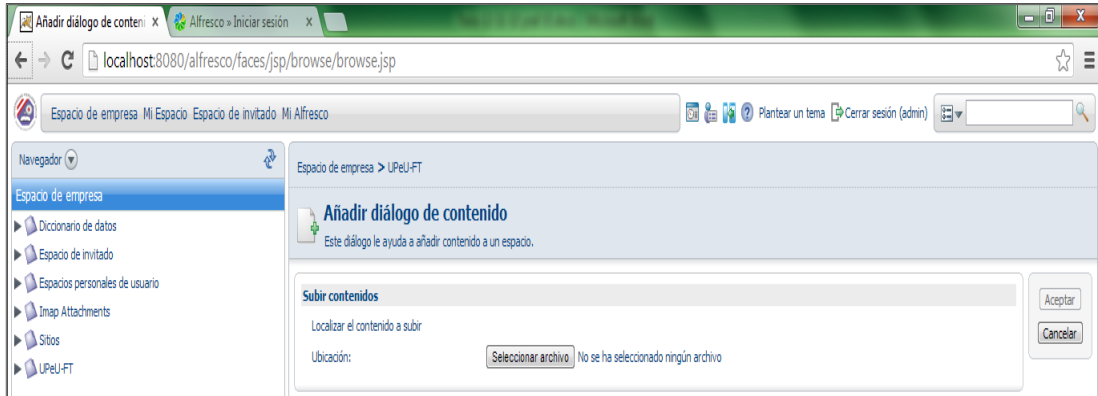 Añadir diálogo de conteni
Alfresco » Iniciar sesión
localhost:8080/alfresco/faces/jsp/browse/browse.jsp
Espacio de empresa Mi Espacio Espacio de invitado Mi Alfresco
Plantear un tema Cerrar sesión (admin)
Navegador
Espacio de empresa > UPeU-FT
Espacio de empresa
Añadir diálogo de contenido
Este diálogo le ayuda a añadir contenido a un espacio.
Diccionario de datos
Espacio de invitado
Espacios personales de usuario
Imap Attachments
Sitios
UPeU-FT
Subir contenidos
Localizar el contenido a subir
Ubicación: Seleccionar archivo No se ha seleccionado ningún archivo
Aceptar
Cancelar